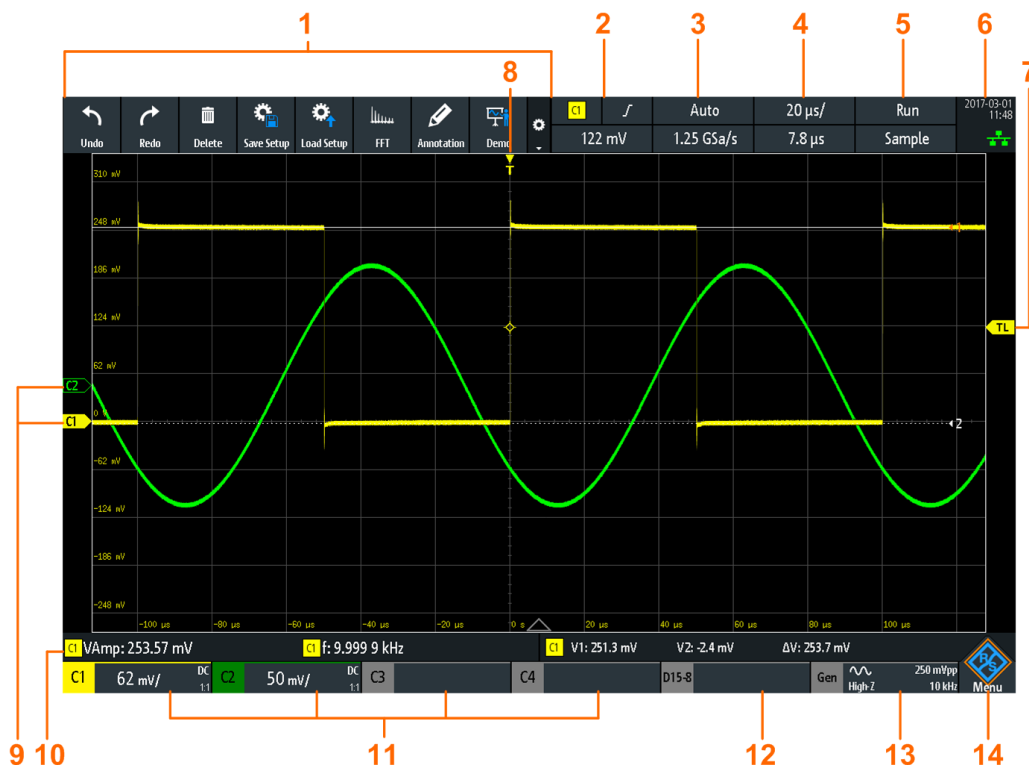 1
2
3
4
5
6
7
8
Undo
Redo
Delete
Save Setup
Load Setup
FFT
Annotation
Demo
C1
Auto
20 µs/
Run
2017-03-01
11:48
122 mV
1.25 GSa/s
7.8 µs
Sample
T
310 mV
248 mV
1
186 mV
124 mV
TL
62 mV
C2
0 V
C1
2
-62 mV
-124 mV
-186 mV
-248 mV
-100 µs
-80 µs
-60 µs
-40 µs
-20 µs
0 s
20 µs
40 µs
60 µs
80 µs
100 µs
C1 VAmp: 253.57 mV
C1 f: 9.999 9 kHz
C1 V1: 251.3 mV V2: -2.4 mV ΔV: 253.7 mV
C1 62 mV/ DC 1:1
C2 50 mV/ DC 1:1
C3
C4
D15-8
Gen High-Z 250 mVpp 10 kHz
R/S
Menu
9
10
11
12
13
14